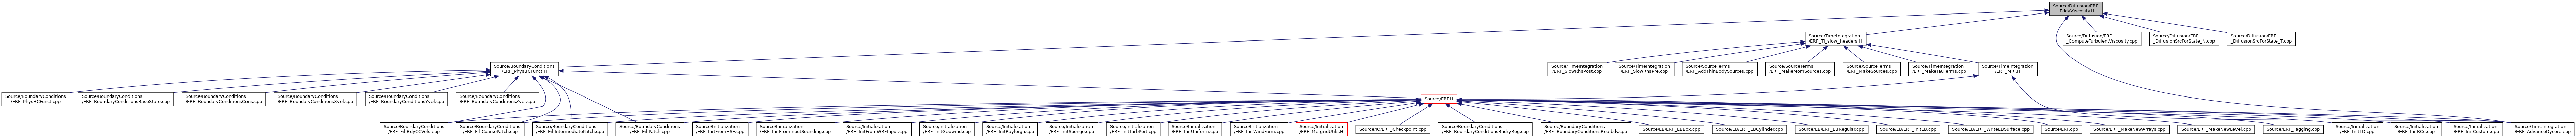 Source/Diffusion/ERF
_EddyViscosity.H
Source/TimeIntegration
/ERF_TI_slow_headers.H
Source/Diffusion/ERF
_ComputeTurbulentViscosity.cpp
Source/Diffusion/ERF
_DiffusionSrcForState_N.cpp
Source/Diffusion/ERF
_DiffusionSrcForState_T.cpp
Source/BoundaryConditions
/ERF_PhysBCFunct.H
Source/TimeIntegration
/ERF_SlowRhsPost.cpp
Source/TimeIntegration
/ERF_SlowRhsPre.cpp
Source/SourceTerms
/ERF_AddThinBodySources.cpp
Source/SourceTerms
/ERF_MakeMomSources.cpp
Source/SourceTerms
/ERF_MakeSources.cpp
Source/TimeIntegration
/ERF_MakeTauTerms.cpp
Source/TimeIntegration
/ERF_MRI.H
Source/BoundaryConditions
/ERF_PhysBCFunct.cpp
Source/BoundaryConditions
/ERF_BoundaryConditionsBaseState.cpp
Source/BoundaryConditions
/ERF_BoundaryConditionsCons.cpp
Source/BoundaryConditions
/ERF_BoundaryConditionsXvel.cpp
Source/BoundaryConditions
/ERF_BoundaryConditionsYvel.cpp
Source/BoundaryConditions
/ERF_BoundaryConditionsZvel.cpp
Source/ERF.H
Source/BoundaryConditions
/ERF_FillBdyCCVels.cpp
Source/BoundaryConditions
/ERF_FillCoarsePatch.cpp
Source/BoundaryConditions
/ERF_FillIntermediatePatch.cpp
Source/BoundaryConditions
/ERF_FillPatch.cpp
Source/Initialization
/ERF_InitFromHSE.cpp
Source/Initialization
/ERF_InitFromInputSounding.cpp
Source/Initialization
/ERF_InitFromWRFInput.cpp
Source/Initialization
/ERF_InitGeowind.cpp
Source/Initialization
/ERF_InitRayleigh.cpp
Source/Initialization
/ERF_InitSponge.cpp
Source/Initialization
/ERF_InitTurbPert.cpp
Source/Initialization
/ERF_InitUniform.cpp
Source/Initialization
/ERF_InitWindFarm.cpp
Source/Initialization
/ERF_MetgridUtils.H
Source/IO/ERF_Checkpoint.cpp
Source/BoundaryConditions
/ERF_BoundaryConditionsBndryReg.cpp
Source/BoundaryConditions
/ERF_BoundaryConditionsRealbdy.cpp
Source/EB/ERF_EBBox.cpp
Source/EB/ERF_EBCylinder.cpp
Source/EB/ERF_EBRegular.cpp
Source/EB/ERF_InitEB.cpp
Source/EB/ERF_WriteEBSurface.cpp
Source/ERF.cpp
Source/ERF_MakeNewArrays.cpp
Source/ERF_MakeNewLevel.cpp
Source/ERF_Tagging.cpp
Source/Initialization
/ERF_Init1D.cpp
Source/Initialization
/ERF_InitBCs.cpp
Source/Initialization
/ERF_InitCustom.cpp
Source/TimeIntegration
/ERF_AdvanceDycore.cpp